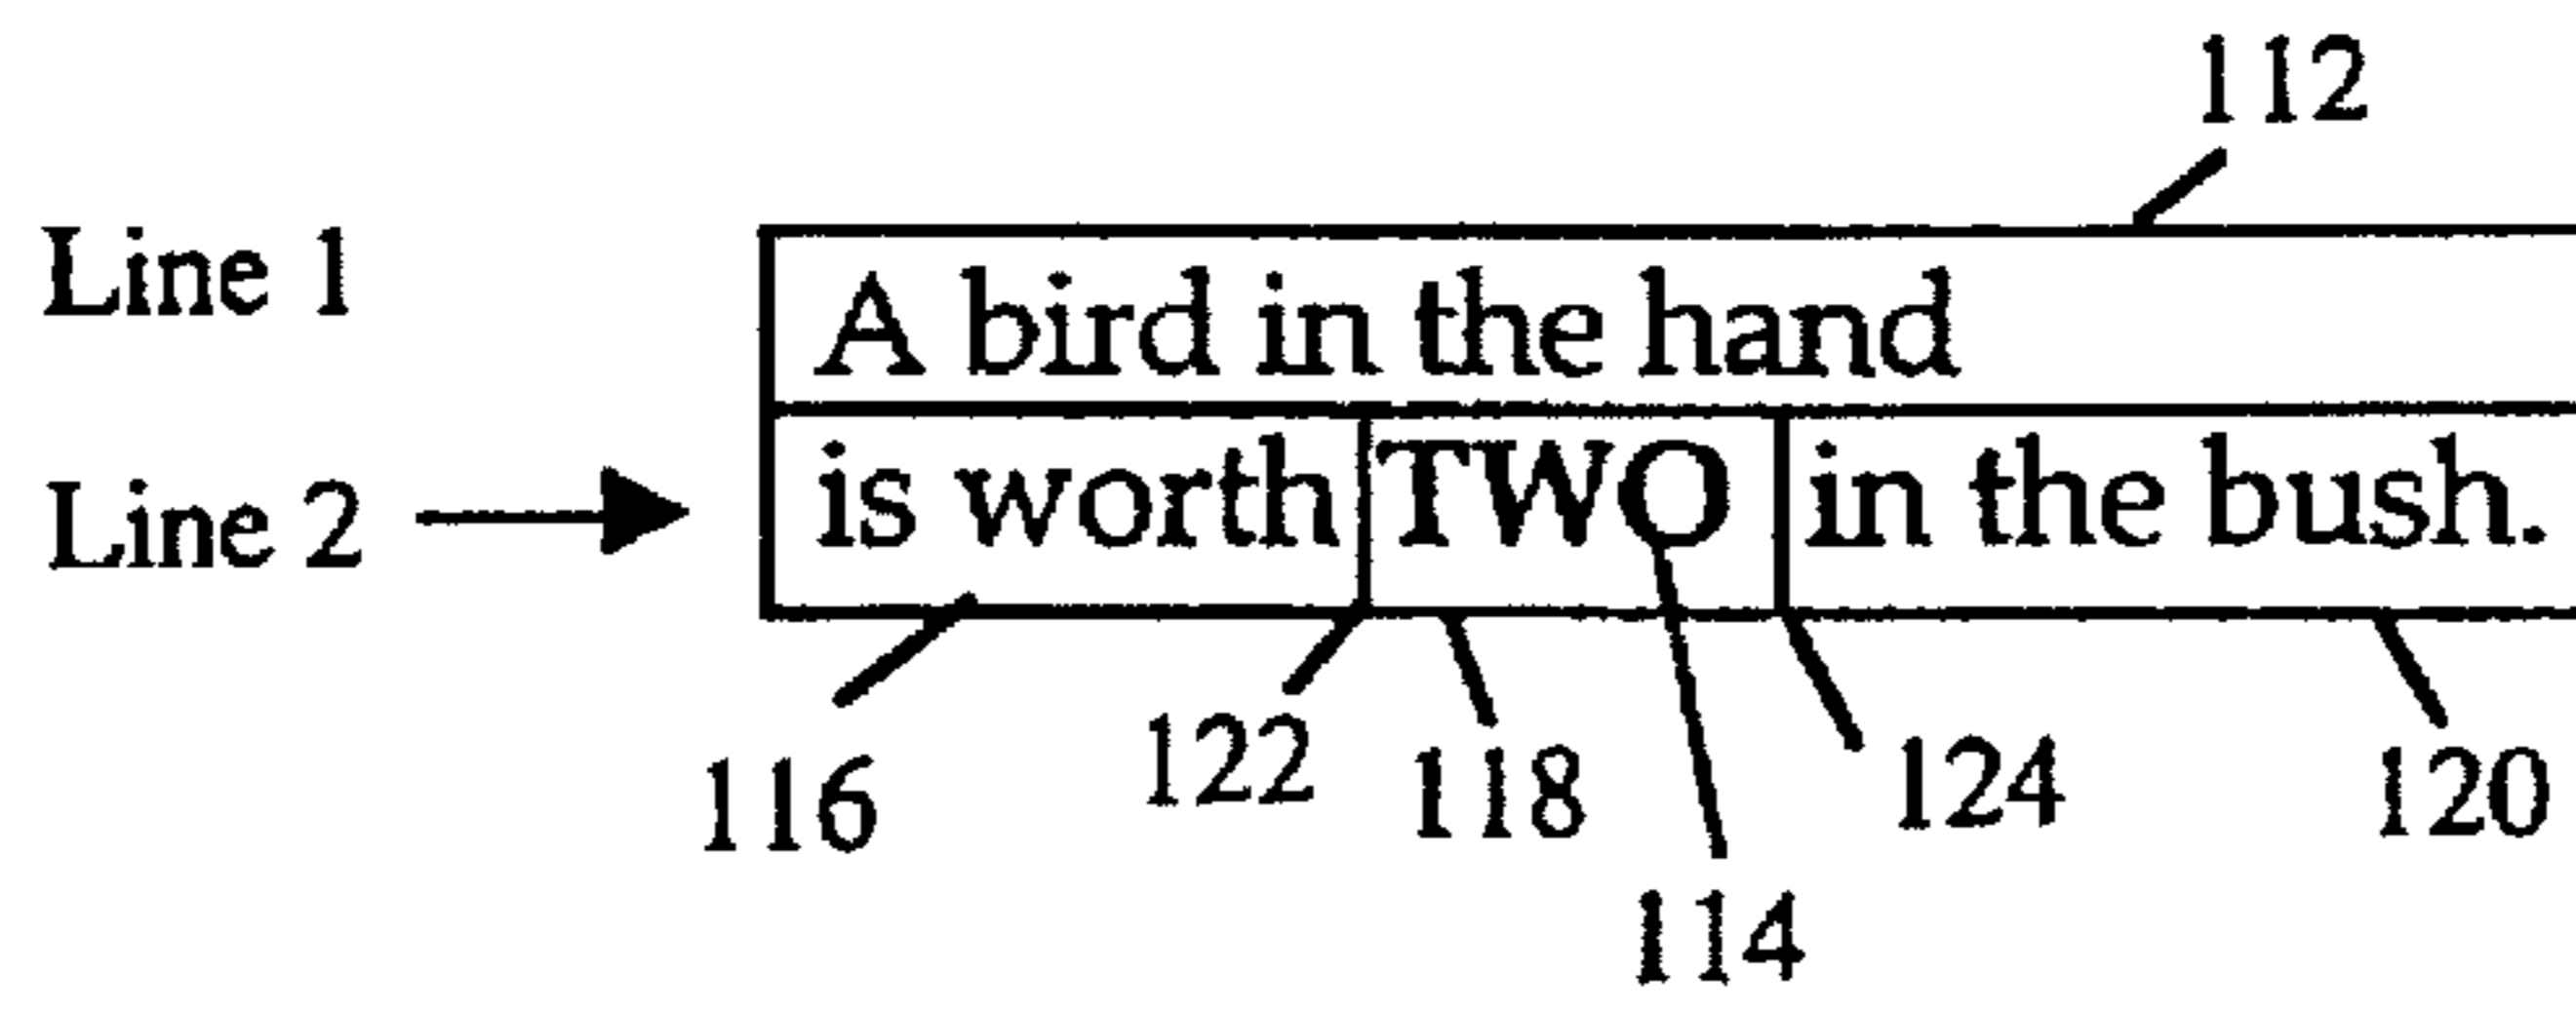 112
Line 1
A bird in the hand
Line 2
is worth TWO in the bush.
116 122 118 124 120
114